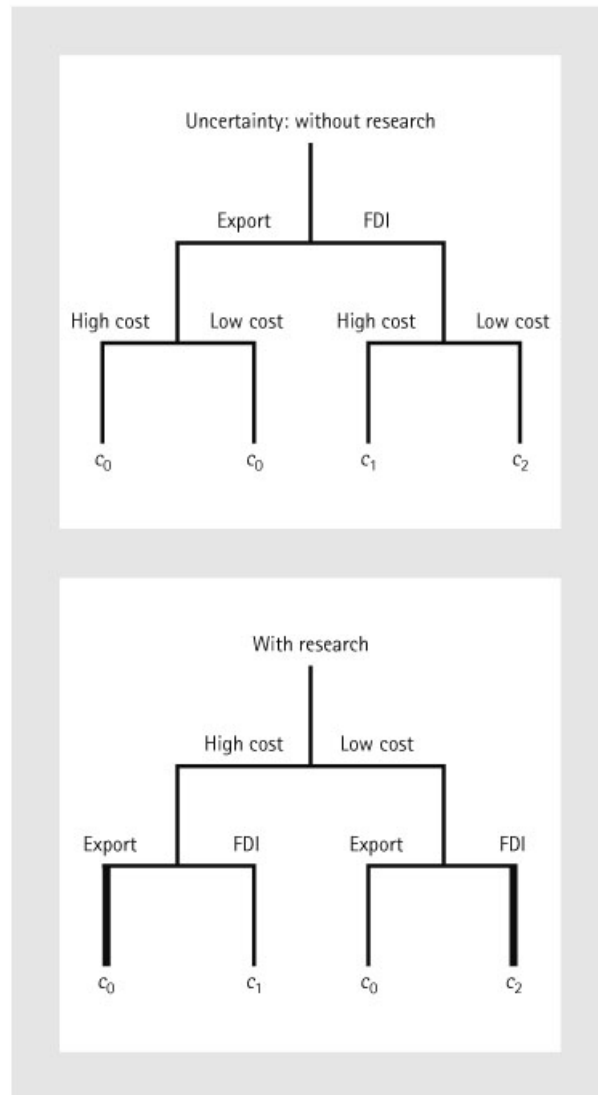 Uncertainty: without research
Export FDI
High cost Low cost High cost Low cost
c₀ c₀ c₁ c₂
With research
High cost Low cost
Export FDI Export FDI
c₀ c₁ c₀ c₂